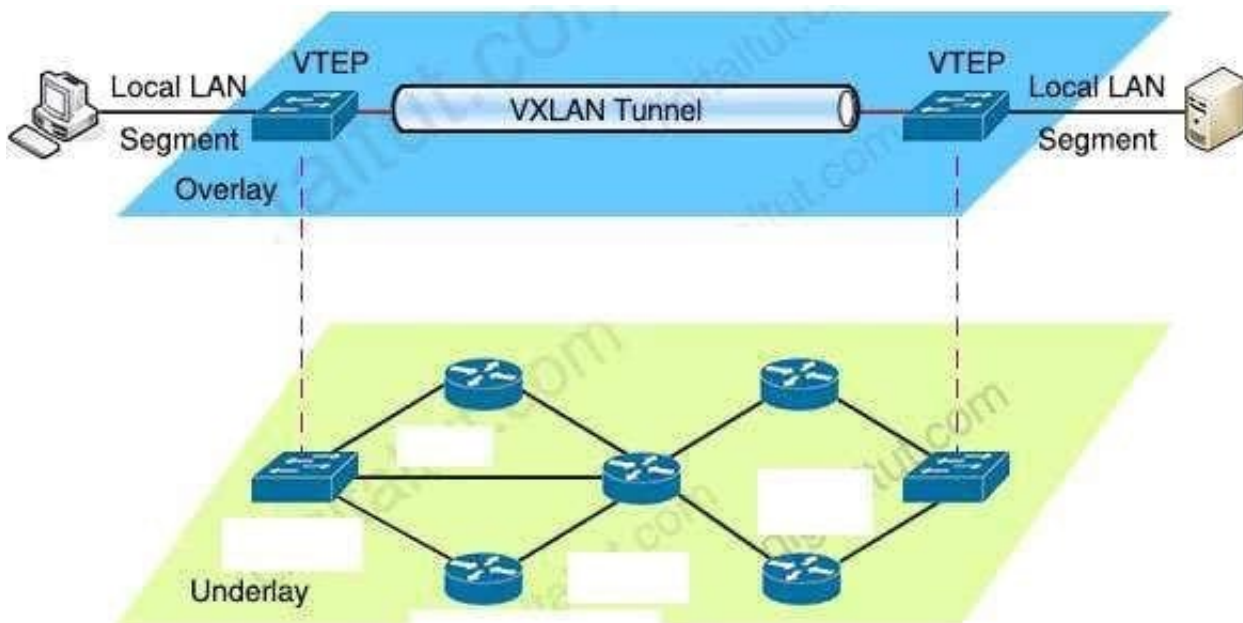 VTEP
VTEP
Local LAN
VXLAN Tunnel
Local LAN
Segment
Segment
Overlay
Underlay